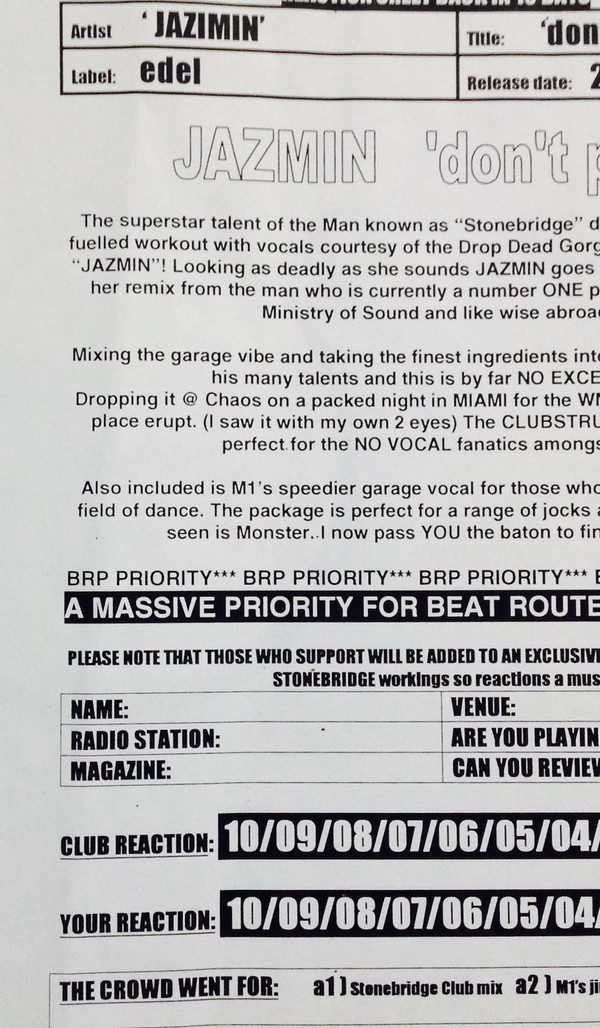 Artist 'JAZIMIN' Title: 'don
Label: edel Release date: 2
JAZMIN 'don't p
The superstar talent of the Man known as “Stonebridge” d
fuelled workout with vocals courtesy of the Drop Dead Gorg
“JAZMIN”! Looking as deadly as she sounds JAZMIN goes
her remix from the man who is currently a number ONE p
Ministry of Sound and like wise abroa
Mixing the garage vibe and taking the finest ingredients int
his many talents and this is by far NO EXCE
Dropping it @ Chaos on a packed night in MIAMI for the WM
place erupt. (I saw it with my own 2 eyes) The CLUBSTRU
perfect for the NO VOCAL fanatics amongs
Also included is M1's speedier garage vocal for those who
field of dance. The package is perfect for a range of jocks a
seen is Monster..I now pass YOU the baton to fin
BRP PRIORITY*** BRP PRIORITY*** BRP PRIORITY***
A MASSIVE PRIORITY FOR BEAT ROUTE
PLEASE NOTE THAT THOSE WHO SUPPORT WILL BE ADDED TO AN EXCLUSIV
STONEBRIDGE workings so reactions a mus
NAME: VENUE:
RADIO STATION: ARE YOU PLAYIN
MAGAZINE: CAN YOU REVIEW
CLUB REACTION: 10/09/08/07/06/05/04/
YOUR REACTION: 10/09/08/07/06/05/04/
THE CROWD WENT FOR: a1) Stonebridge Club mix a2 ) M1's ji